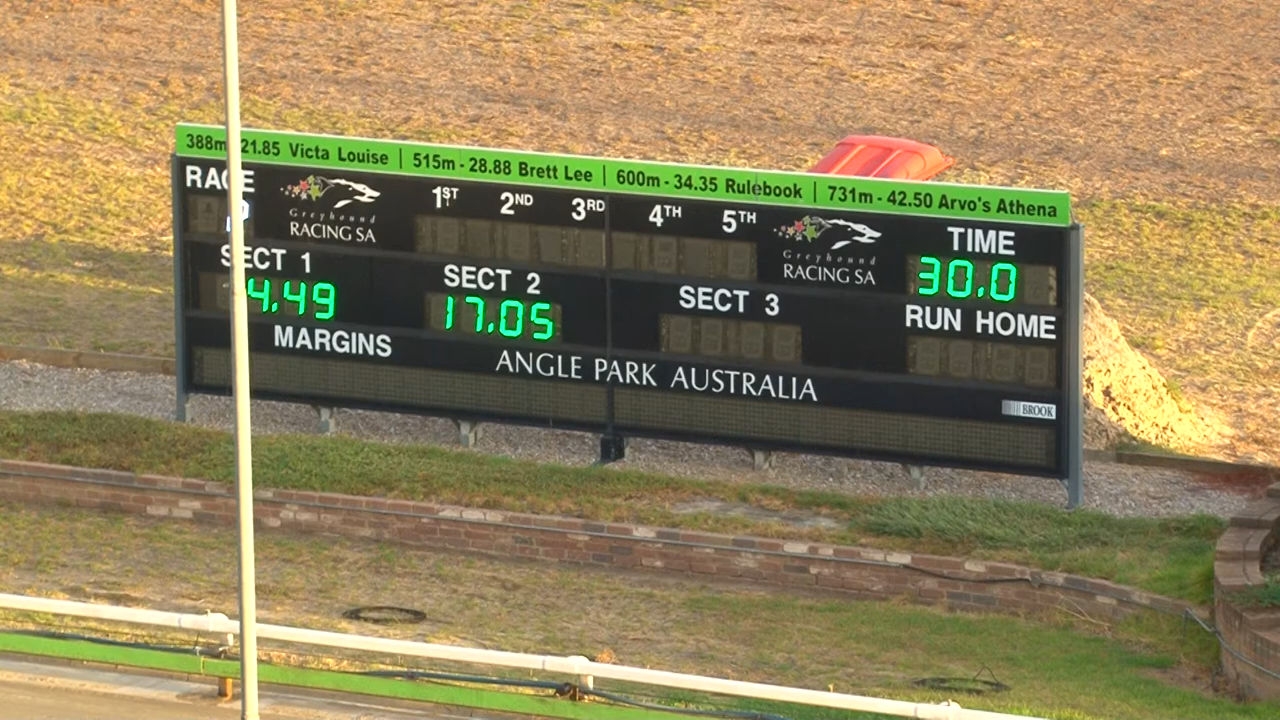 388m 21.85 Victa Louise | 515m - 28.88 Brett Lee | 600m - 34.35 Rulebook | 731m - 42.50 Arvo's Athena
RACE
Greyhound
RACING SA
1ST 2ND 3RD 4TH 5TH
Greyhound
RACING SA
TIME
30.0
SECT 1
4.49
SECT 2
17.05
SECT 3
RUN HOME
MARGINS
ANGLE PARK AUSTRALIA
BROOK